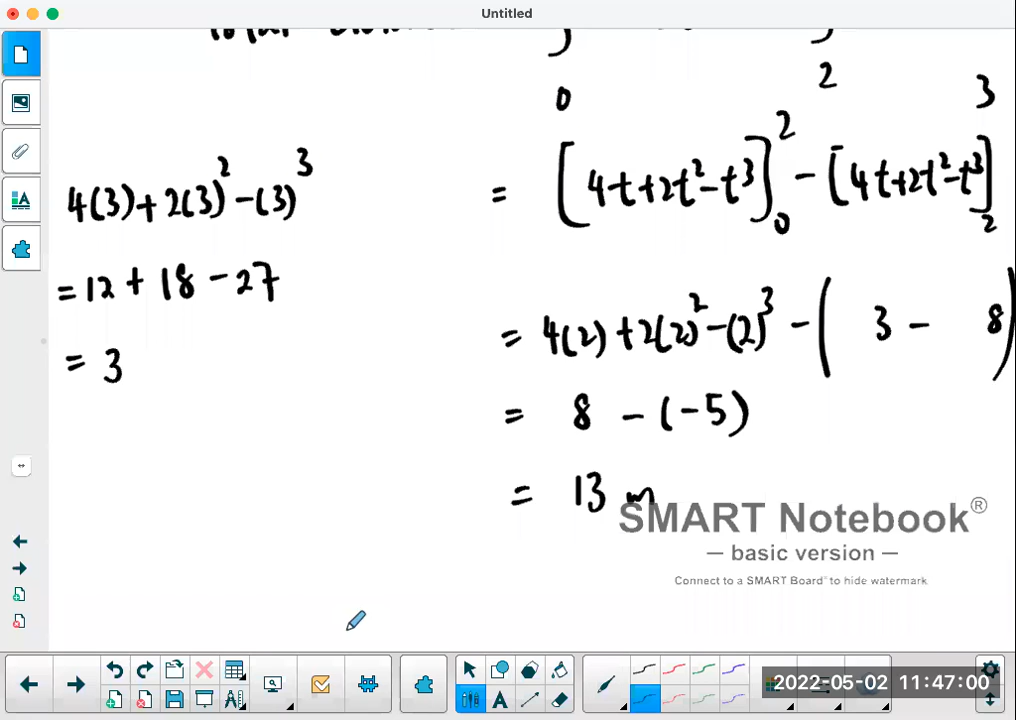 Untitled
0 2 3
4(3)+2(3)²-(3)³
= [4t+2t²-t³]₀² - [4t+2t²-t³]₂
= 12 + 18 - 27
= 4(2) + 2(2)² - (2)³ - ( 3 - 8)
= 3
= 8 - (-5)
= 13 m
SMART Notebook®
— basic version —
Connect to a SMART Board™ to hide watermark
2022-05-02 11:47:00